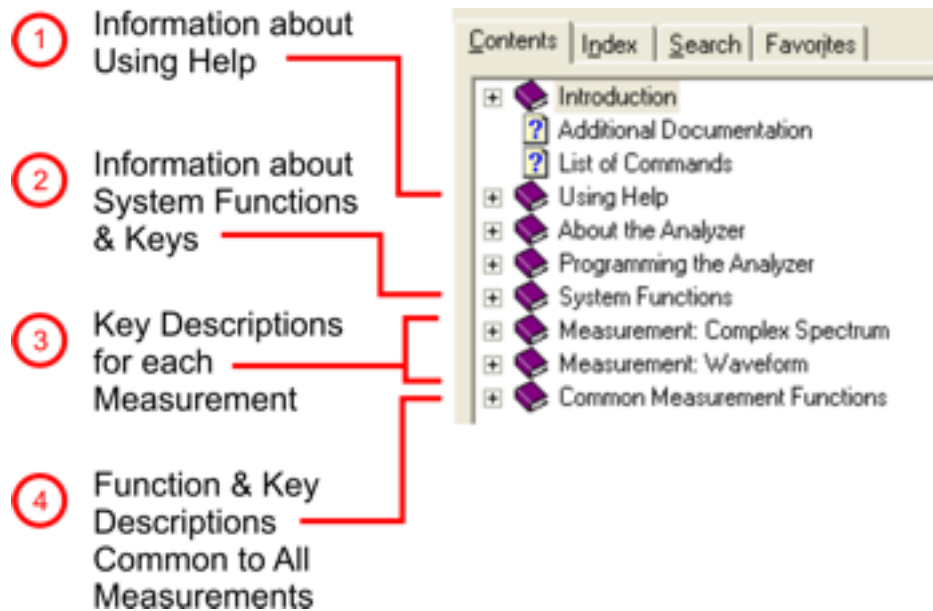 1
Information about
Using Help
2
Information about
System Functions
& Keys
3
Key Descriptions
for each
Measurement
4
Function & Key
Descriptions
Common to All
Measurements
Contents Index Search Favorites
Introduction
? Additional Documentation
? List of Commands
Using Help
About the Analyzer
Programming the Analyzer
System Functions
Measurement: Complex Spectrum
Measurement: Waveform
Common Measurement Functions